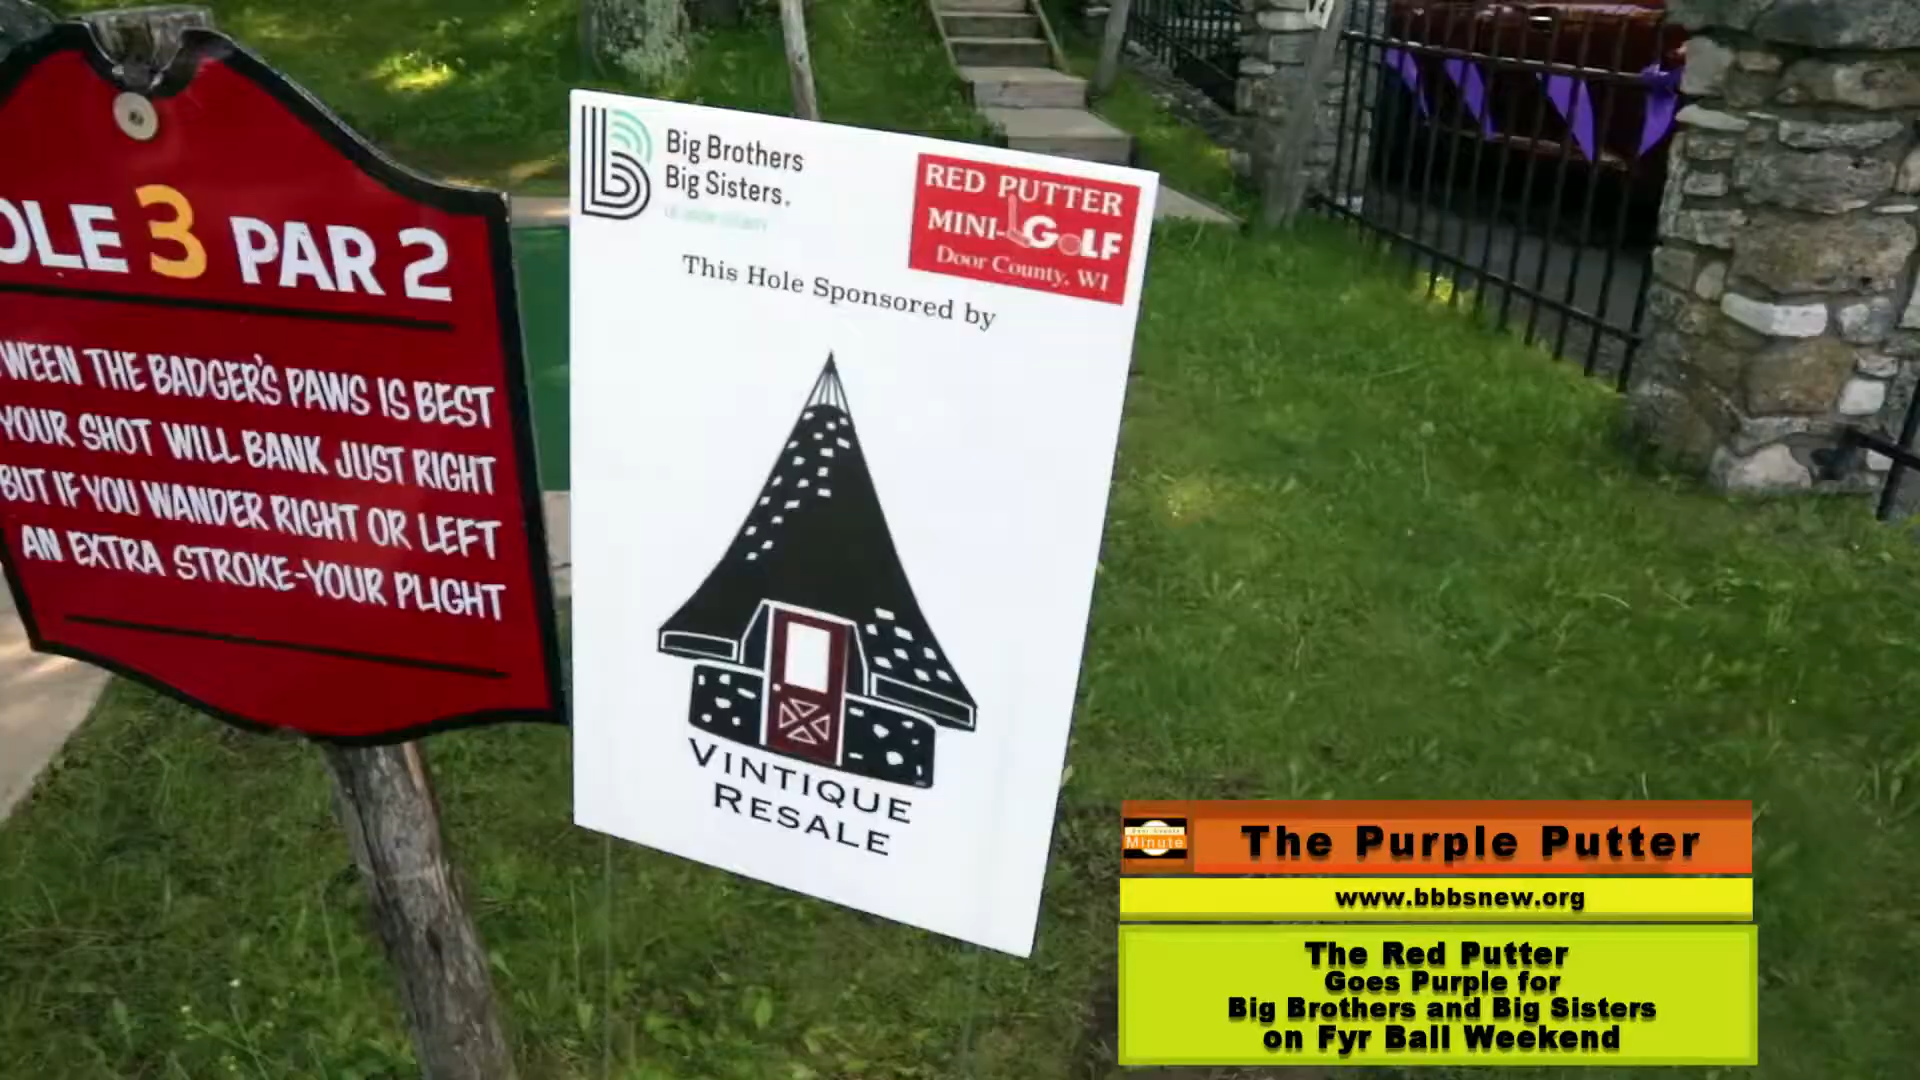 OLE 3 PAR 2
WEEN THE BADGER'S PAWS IS BEST
YOUR SHOT WILL BANK JUST RIGHT
BUT IF YOU WANDER RIGHT OR LEFT
AN EXTRA STROKE-YOUR PLIGHT
Big Brothers
Big Sisters.
RED PUTTER
MINI-GOLF
Door County, WI
This Hole Sponsored by
VINTIQUE
RESALE
Minute
The Purple Putter
www.bbbsnew.org
The Red Putter
Goes Purple for
Big Brothers and Big Sisters
on Fyr Ball Weekend